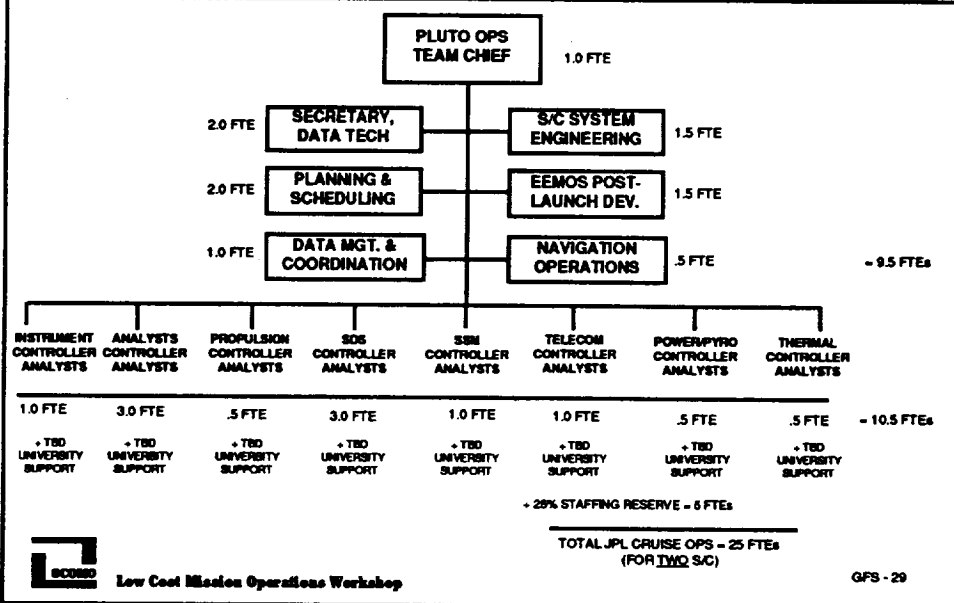 PLUTO OPS
TEAM CHIEF
1.0 FTE
2.0 FTE
SECRETARY,
DATA TECH
S/C SYSTEM
ENGINEERING
1.5 FTE
2.0 FTE
PLANNING &
SCHEDULING
EEMOS POST-
LAUNCH DEV.
1.5 FTE
1.0 FTE
DATA MGT. &
COORDINATION
NAVIGATION
OPERATIONS
.5 FTE
= 9.5 FTEs
INSTRUMENT
CONTROLLER
ANALYSTS
ANALYSTS
CONTROLLER
ANALYSTS
PROPULSION
CONTROLLER
ANALYSTS
SDS
CONTROLLER
ANALYSTS
SSM
CONTROLLER
ANALYSTS
TELECOM
CONTROLLER
ANALYSTS
POWER/PYRO
CONTROLLER
ANALYSTS
THERMAL
CONTROLLER
ANALYSTS
1.0 FTE
3.0 FTE
.5 FTE
3.0 FTE
1.0 FTE
1.0 FTE
.5 FTE
.5 FTE
= 10.5 FTEs
+ TBD
UNIVERSITY
SUPPORT
+ TBD
UNIVERSITY
SUPPORT
+ TBD
UNIVERSITY
SUPPORT
+ TBD
UNIVERSITY
SUPPORT
+ TBD
UNIVERSITY
SUPPORT
+ TBD
UNIVERSITY
SUPPORT
+ TBD
UNIVERSITY
SUPPORT
+ TBD
UNIVERSITY
SUPPORT
STAFFING RESERVE = 5 FTEs
TOTAL JPL CRUISE OPS = 25 FTEs
(FOR TWO S/C)
Low Cost Mission Operations Workshop
GFS - 29